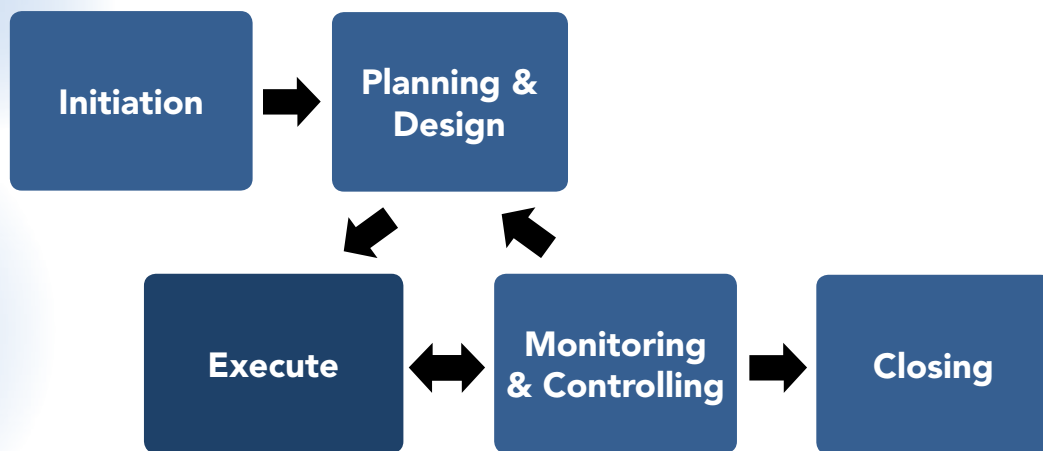 Initiation
Planning &
Design
Execute
Monitoring
& Controlling
Closing